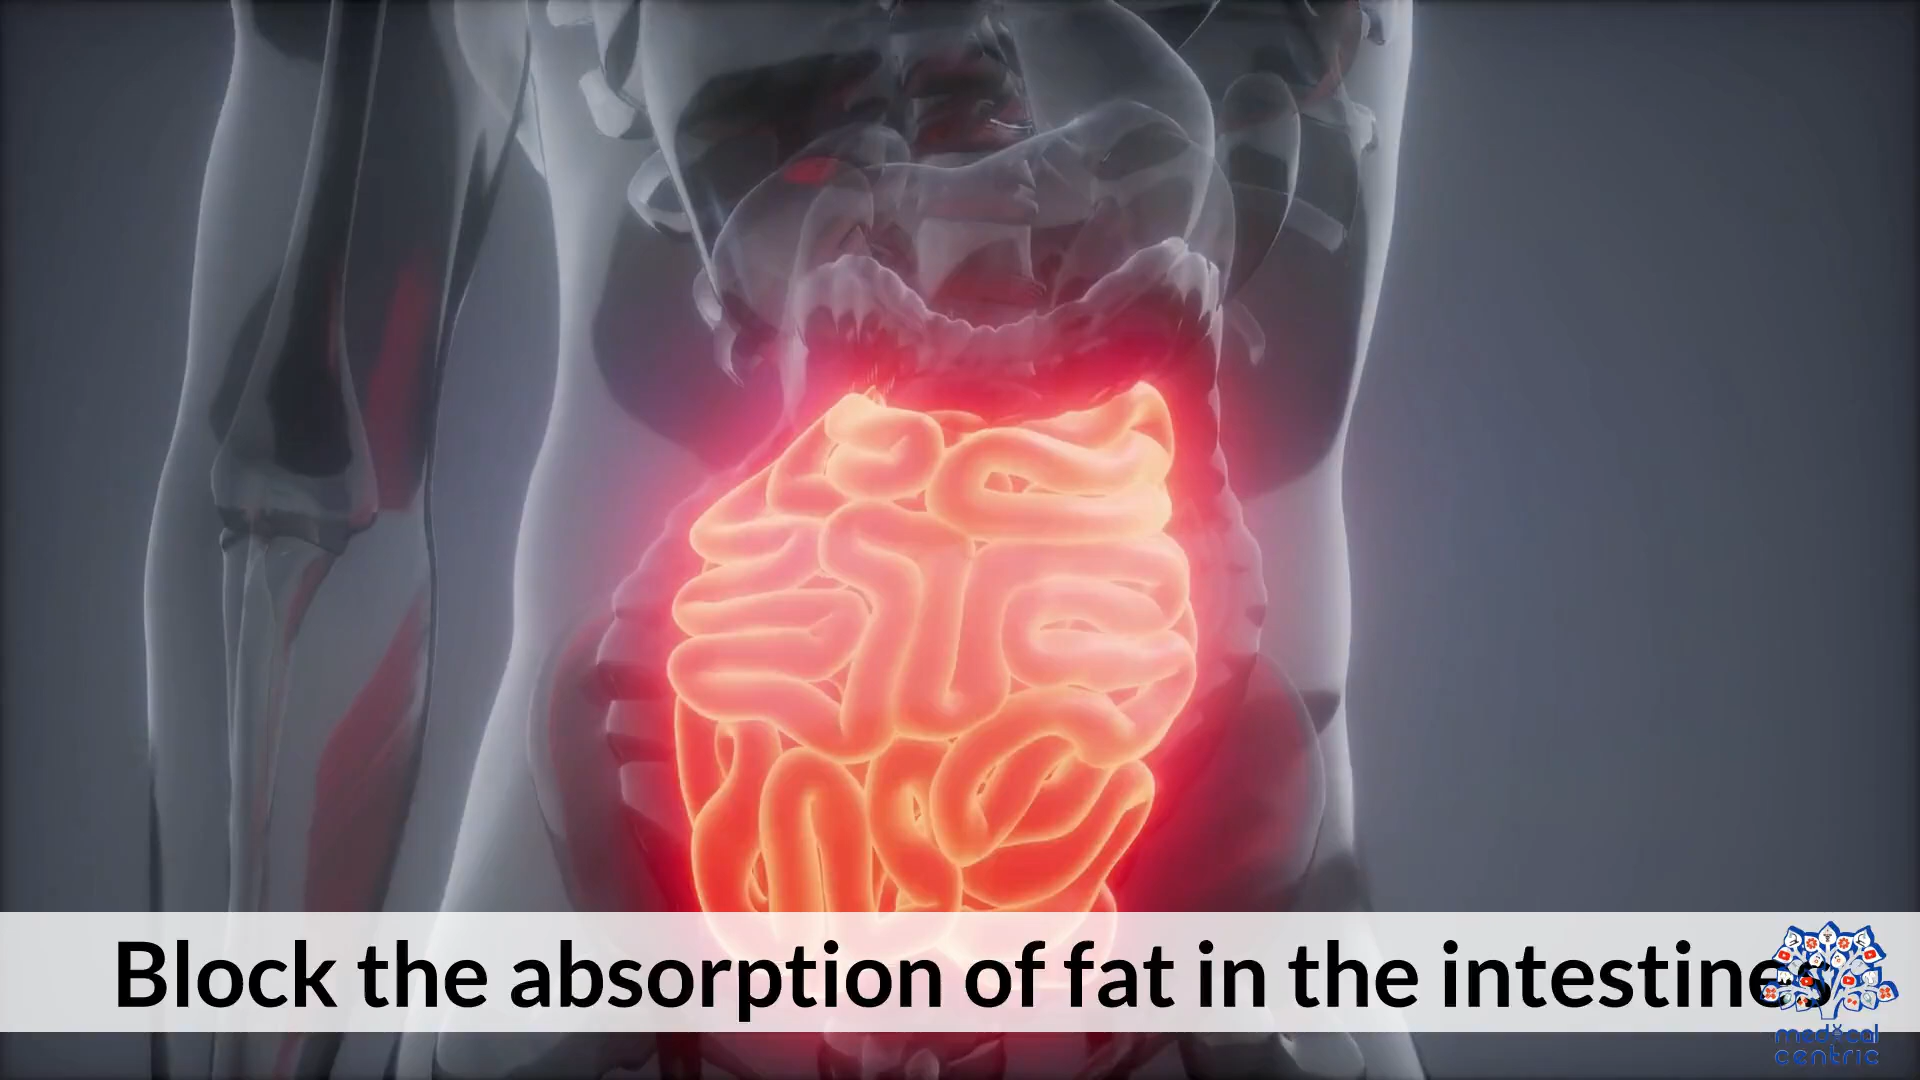 Block the absorption of fat in the intestines
medical
centric